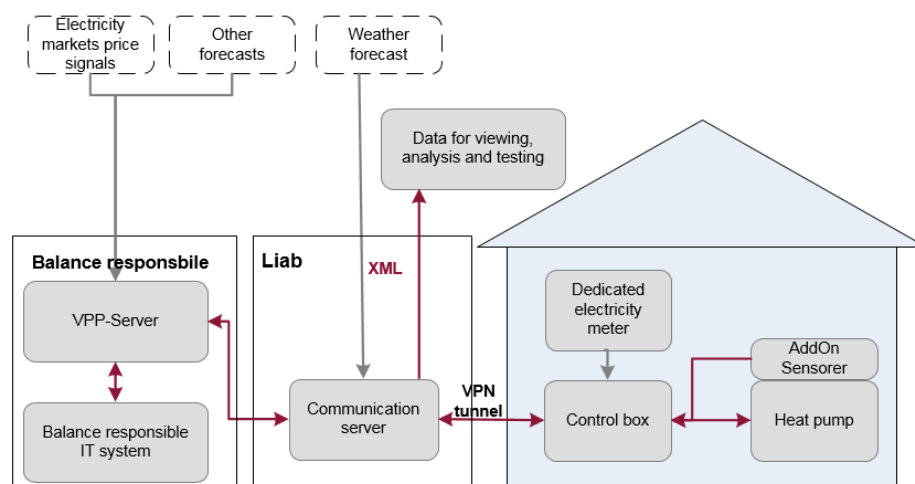 Electricity
markets price
signals
Other
forecasts
Weather
forecast
Data for viewing,
analysis and testing
Balance responsbile
Liab
XML
VPP-Server
Dedicated
electricity
meter
AddOn
Sensorer
Communication
server
VPN
tunnel
Control box
Heat pump
Balance responsible
IT system